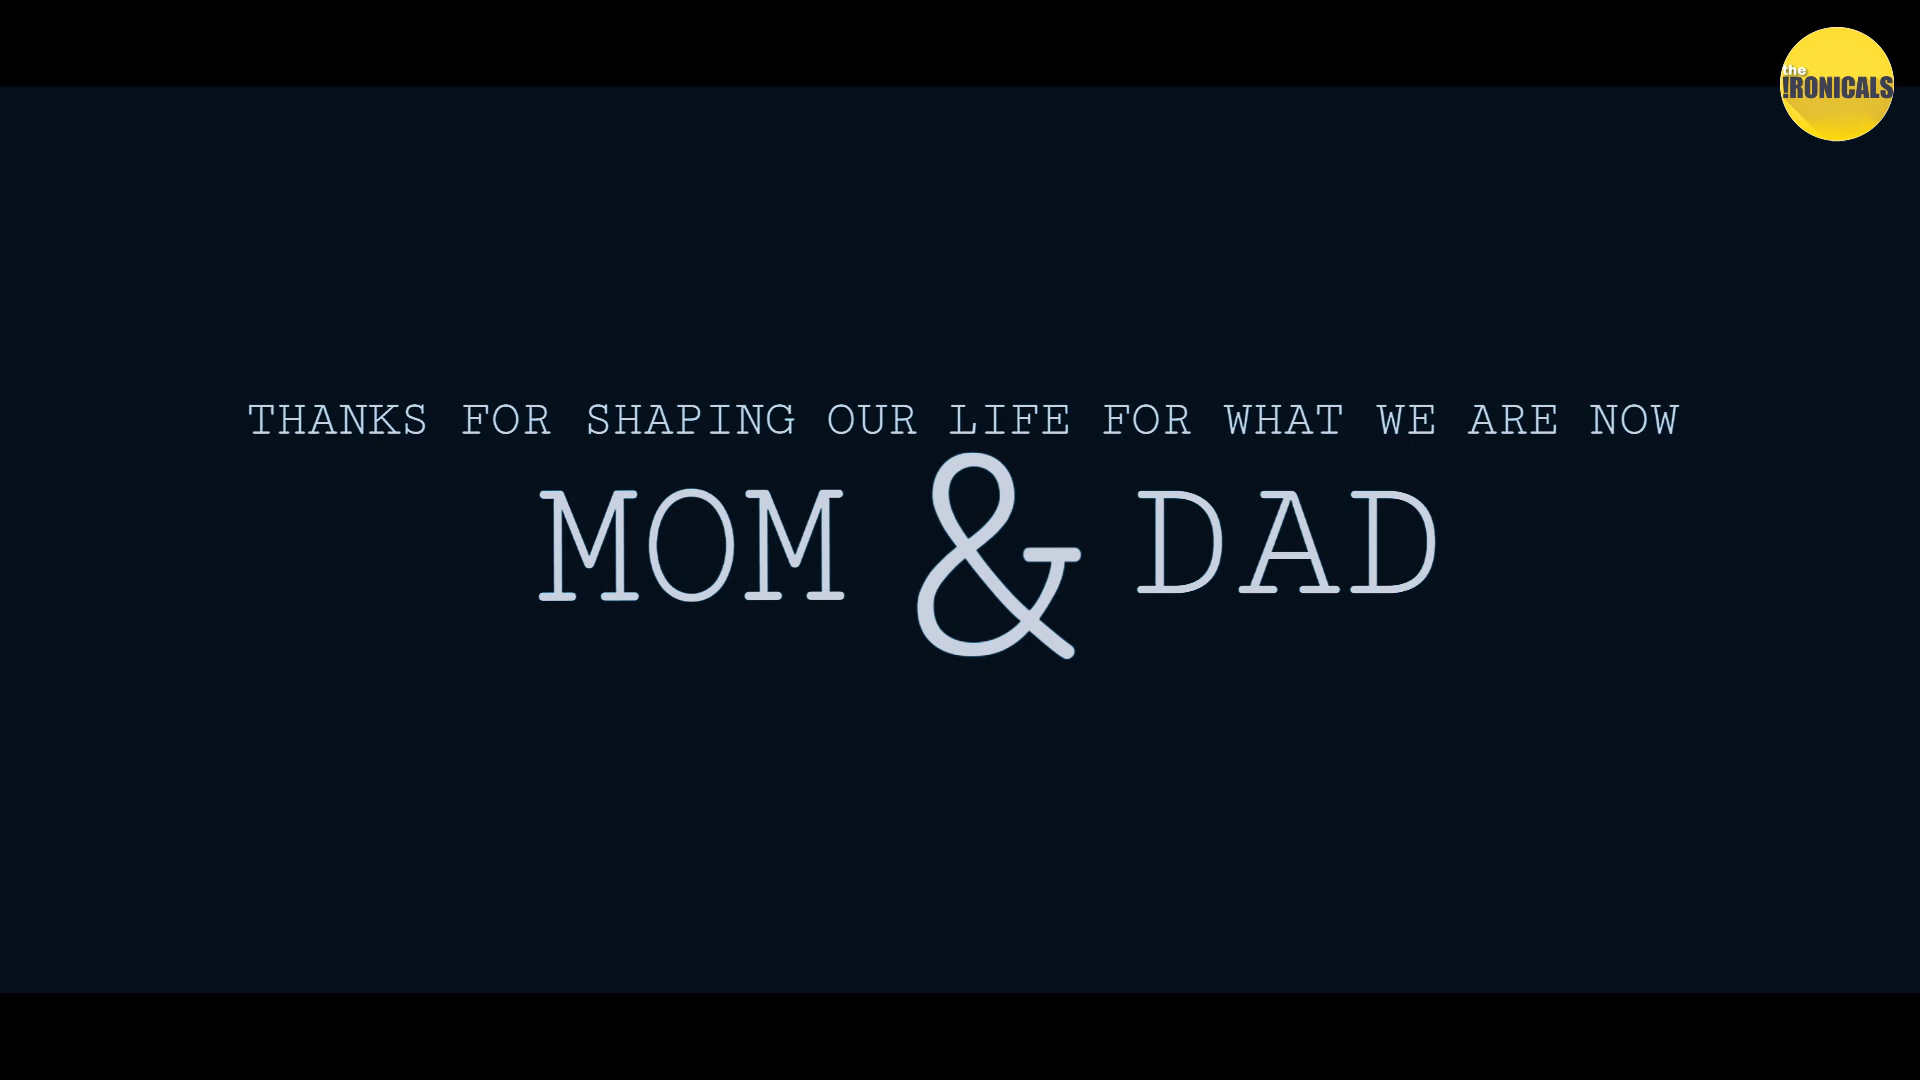 the
!RONICALS
THANKS FOR SHAPING OUR LIFE FOR WHAT WE ARE NOW
MOM & DAD